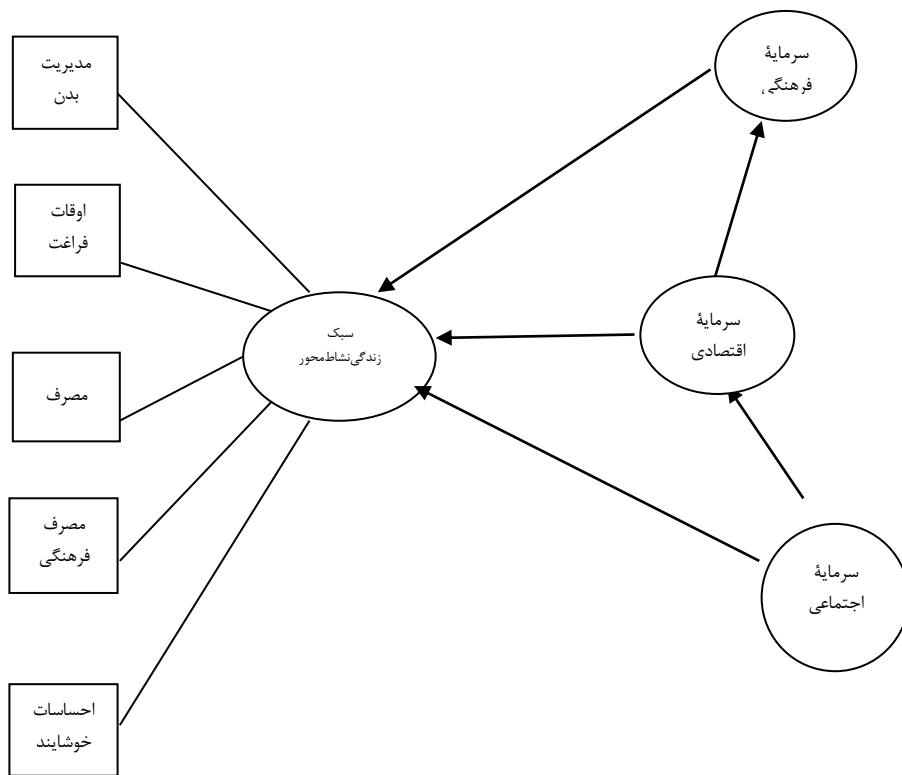 سرمایۀ
فرهنگی
سرمایۀ
اقتصادی
سرمایۀ
اجتماعی
سبک
زندگی‌نشاط‌محور
مدیریت
بدن
اوقات
فراغت
مصرف
مصرف
فرهنگی
احساسات
خوشایند